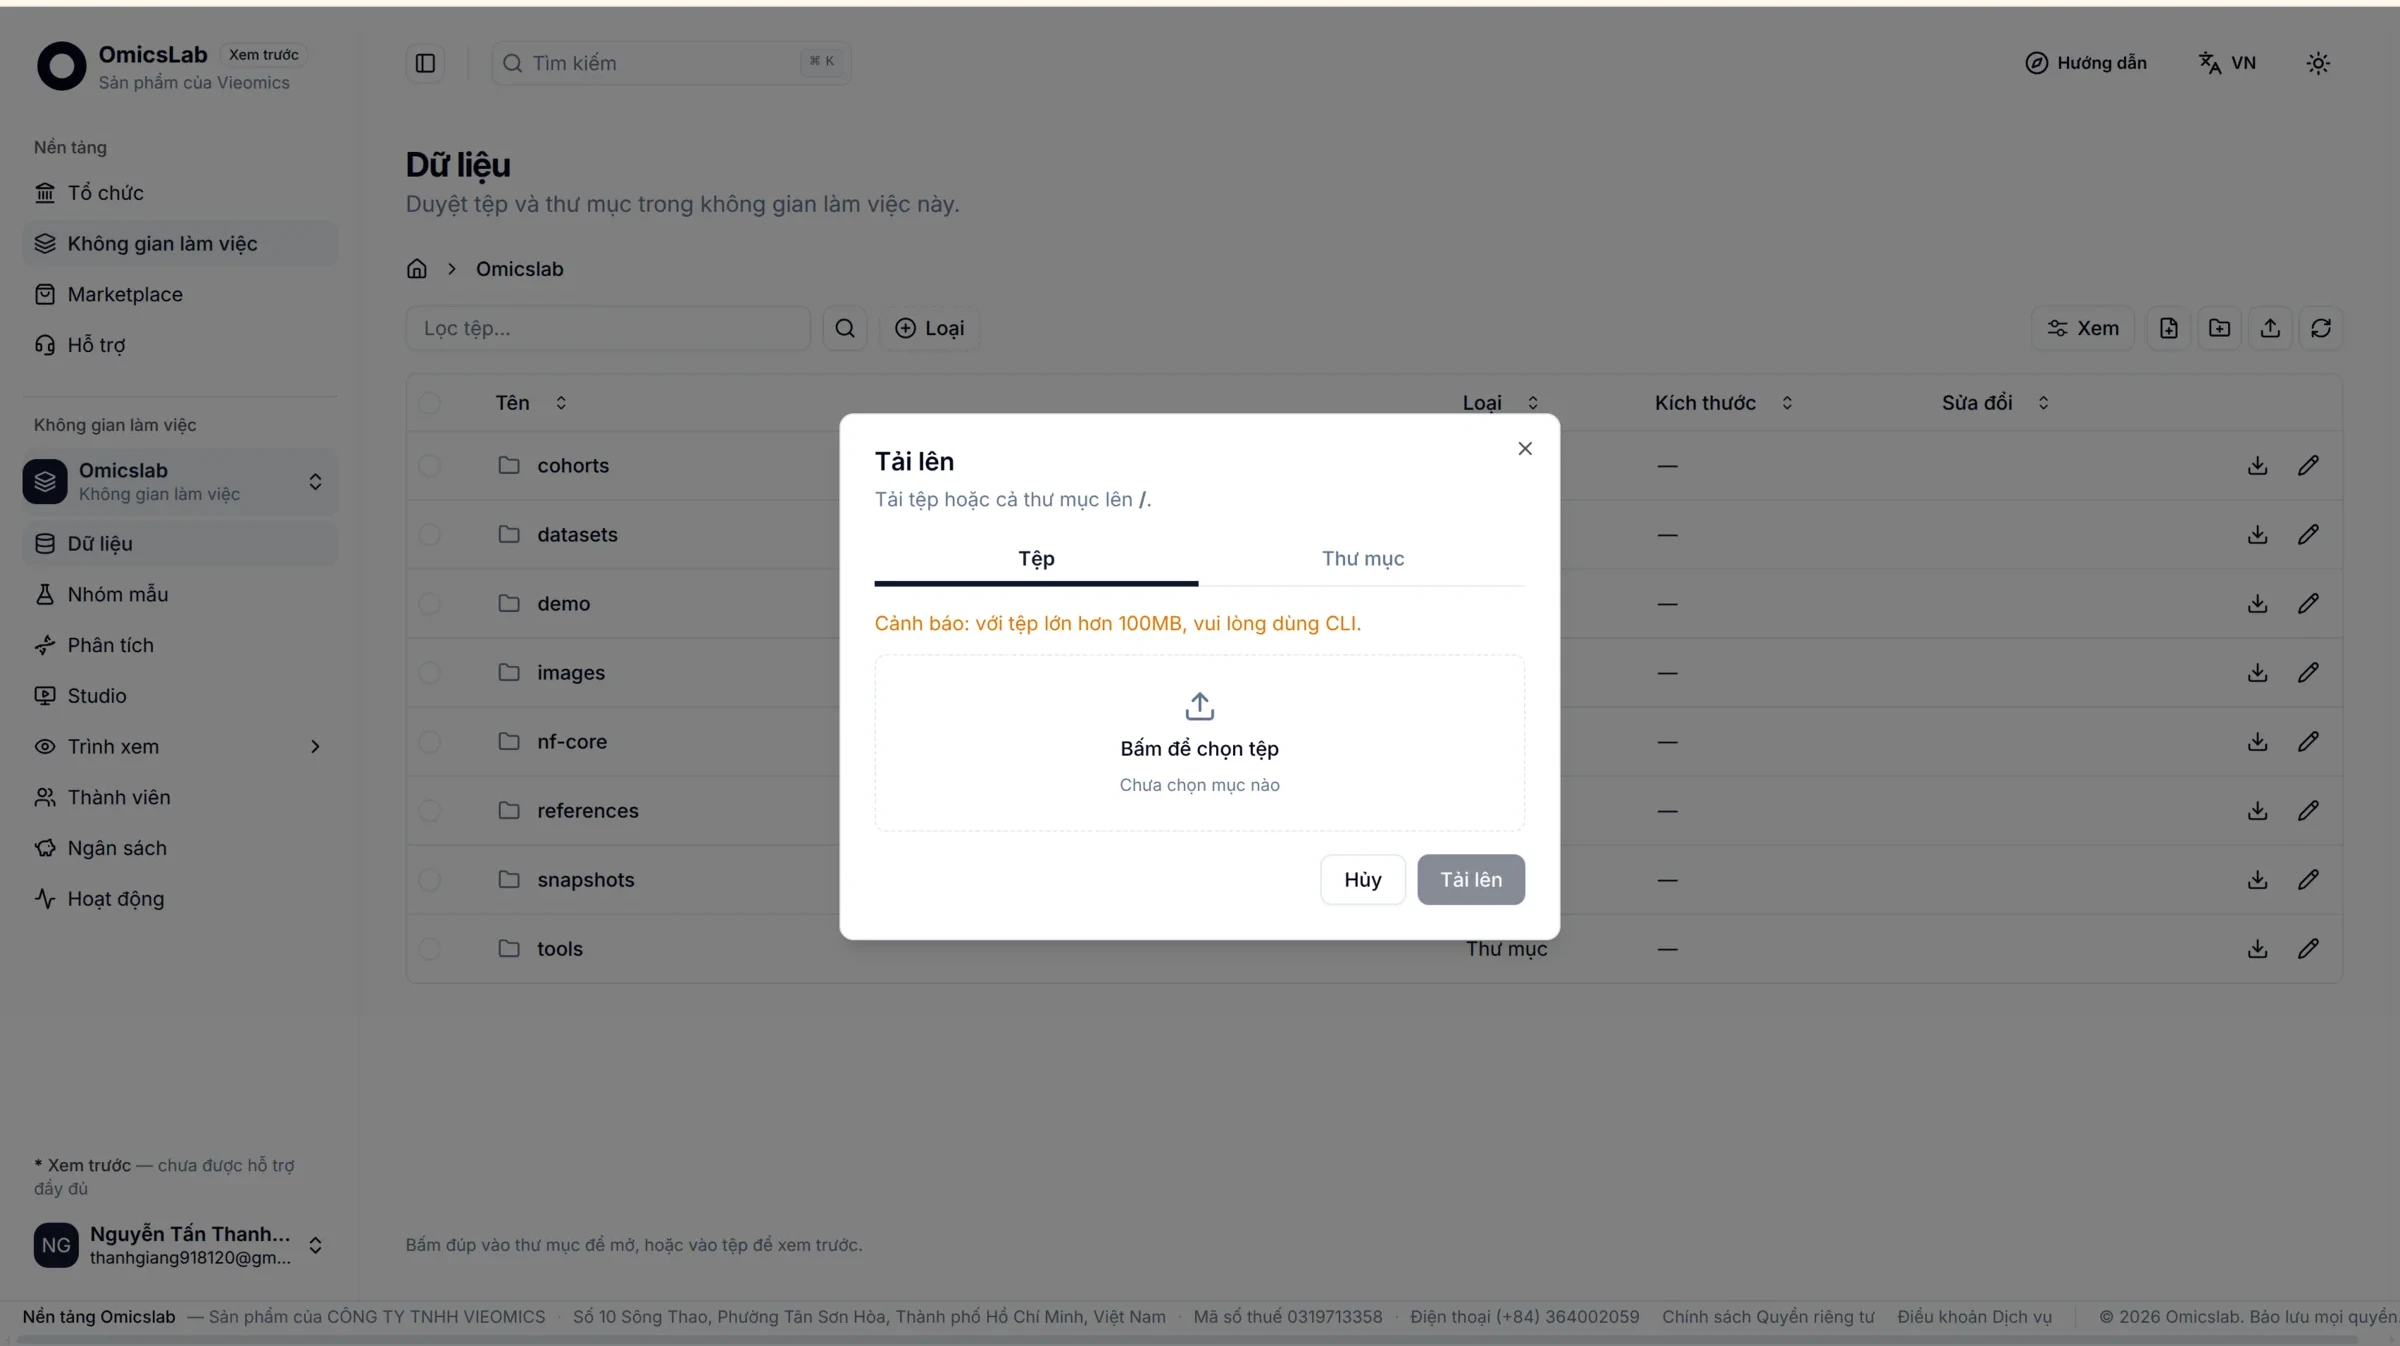 OmicsLab Xem trước
Sản phẩm của Vieomics
Tìm kiếm ⌘ K
Hướng dẫn
VN
Nền tảng
Tổ chức
Không gian làm việc
Marketplace
Hỗ trợ
Không gian làm việc
Omicslab
Không gian làm việc
Dữ liệu
Nhóm mẫu
Phân tích
Studio
Trình xem
Thành viên
Ngân sách
Hoạt động
* Xem trước — chưa được hỗ trợ
đầy đủ
NG
Nguyễn Tấn Thanh...
thanhgiang918120@gm...
Dữ liệu
Duyệt tệp và thư mục trong không gian làm việc này.
Omicslab
Lọc tệp...
Loại
Xem
Tên Loại Kích thước Sửa đổi
cohorts —
datasets —
demo —
images —
nf-core —
references —
snapshots —
tools Thư mục —
Tải lên
Tải tệp hoặc cả thư mục lên /.
Tệp Thư mục
Cảnh báo: với tệp lớn hơn 100MB, vui lòng dùng CLI.
Bấm để chọn tệp
Chưa chọn mục nào
Hủy Tải lên
Bấm đúp vào thư mục để mở, hoặc vào tệp để xem trước.
Nền tảng Omicslab — Sản phẩm của CÔNG TY TNHH VIEOMICS · Số 10 Sông Thao, Phường Tân Sơn Hòa, Thành phố Hồ Chí Minh, Việt Nam · Mã số thuế 0319713358 · Điện thoại (+84) 364002059 Chính sách Quyền riêng tư Điều khoản Dịch vụ © 2026 Omicslab. Bảo lưu mọi quyền.